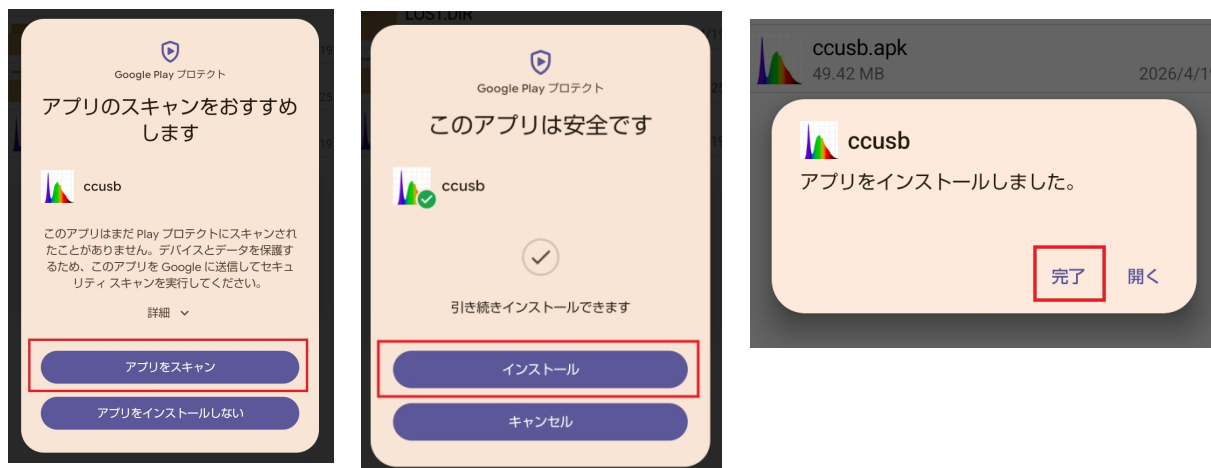 Google Play プロテクト
アプリのスキャンをおすすめ
します
ccusb
このアプリはまだ Play プロテクトにスキャンされ
たことがありません。デバイスとデータを保護す
るため、このアプリを Google に送信してセキュ
リティ スキャンを実行してください。
詳細
アプリをスキャン
アプリをインストールしない
LOST.DIR
Google Play プロテクト
このアプリは安全です
ccusb
引き続きインストールできます
インストール
キャンセル
ccusb.apk
49.42 MB
2026/4/19
ccusb
アプリをインストールしました。
完了
開く